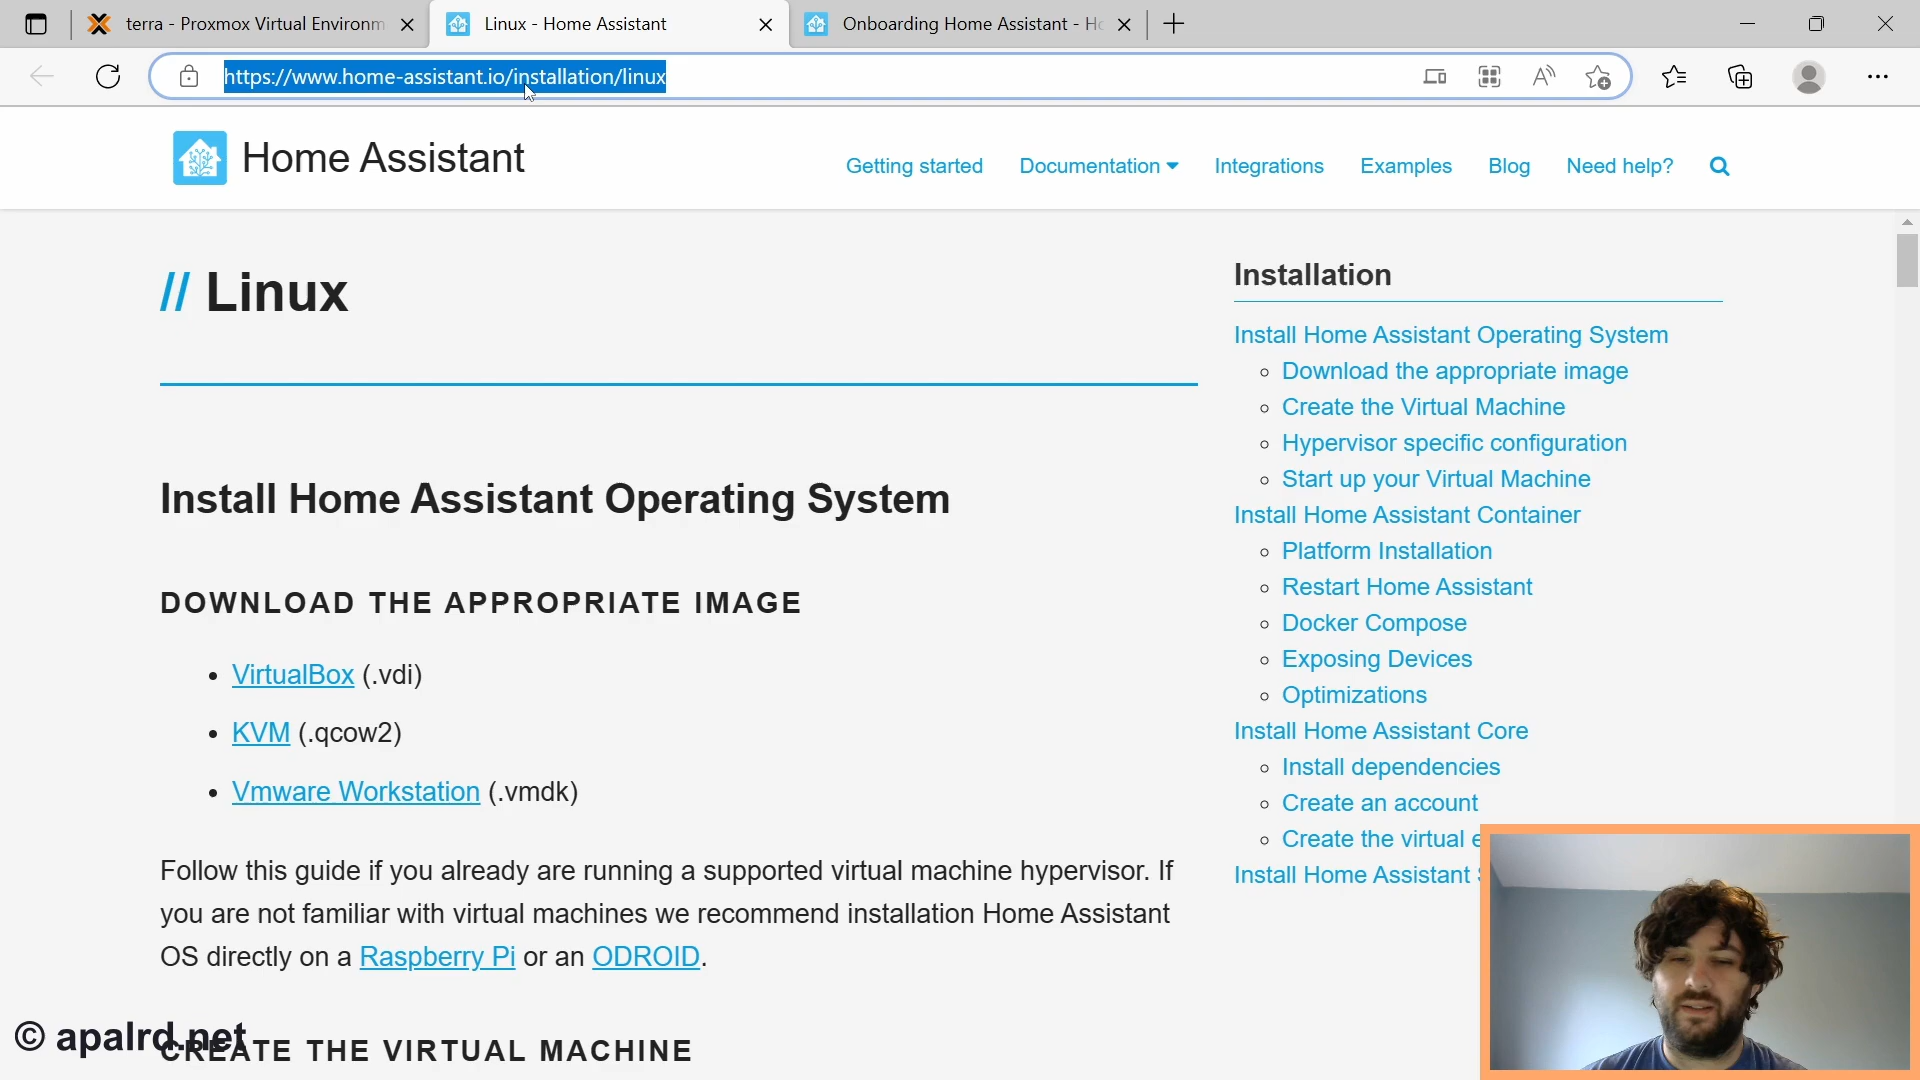 terra - Proxmox Virtual Environm
Linux - Home Assistant
Onboarding Home Assistant - Ho
https://www.home-assistant.io/installation/linux
Home Assistant
Getting started
Documentation
Integrations
Examples
Blog
Need help?
// Linux
Install Home Assistant Operating System
DOWNLOAD THE APPROPRIATE IMAGE
• VirtualBox (.vdi)
• KVM (.qcow2)
• Vmware Workstation (.vmdk)
Follow this guide if you already are running a supported virtual machine hypervisor. If
you are not familiar with virtual machines we recommend installation Home Assistant
OS directly on a Raspberry Pi or an ODROID.
CREATE THE VIRTUAL MACHINE
Installation
Install Home Assistant Operating System
Download the appropriate image
Create the Virtual Machine
Hypervisor specific configuration
Start up your Virtual Machine
Install Home Assistant Container
Platform Installation
Restart Home Assistant
Docker Compose
Exposing Devices
Optimizations
Install Home Assistant Core
Install dependencies
Create an account
Create the virtual e
Install Home Assistant
© apalrd.net